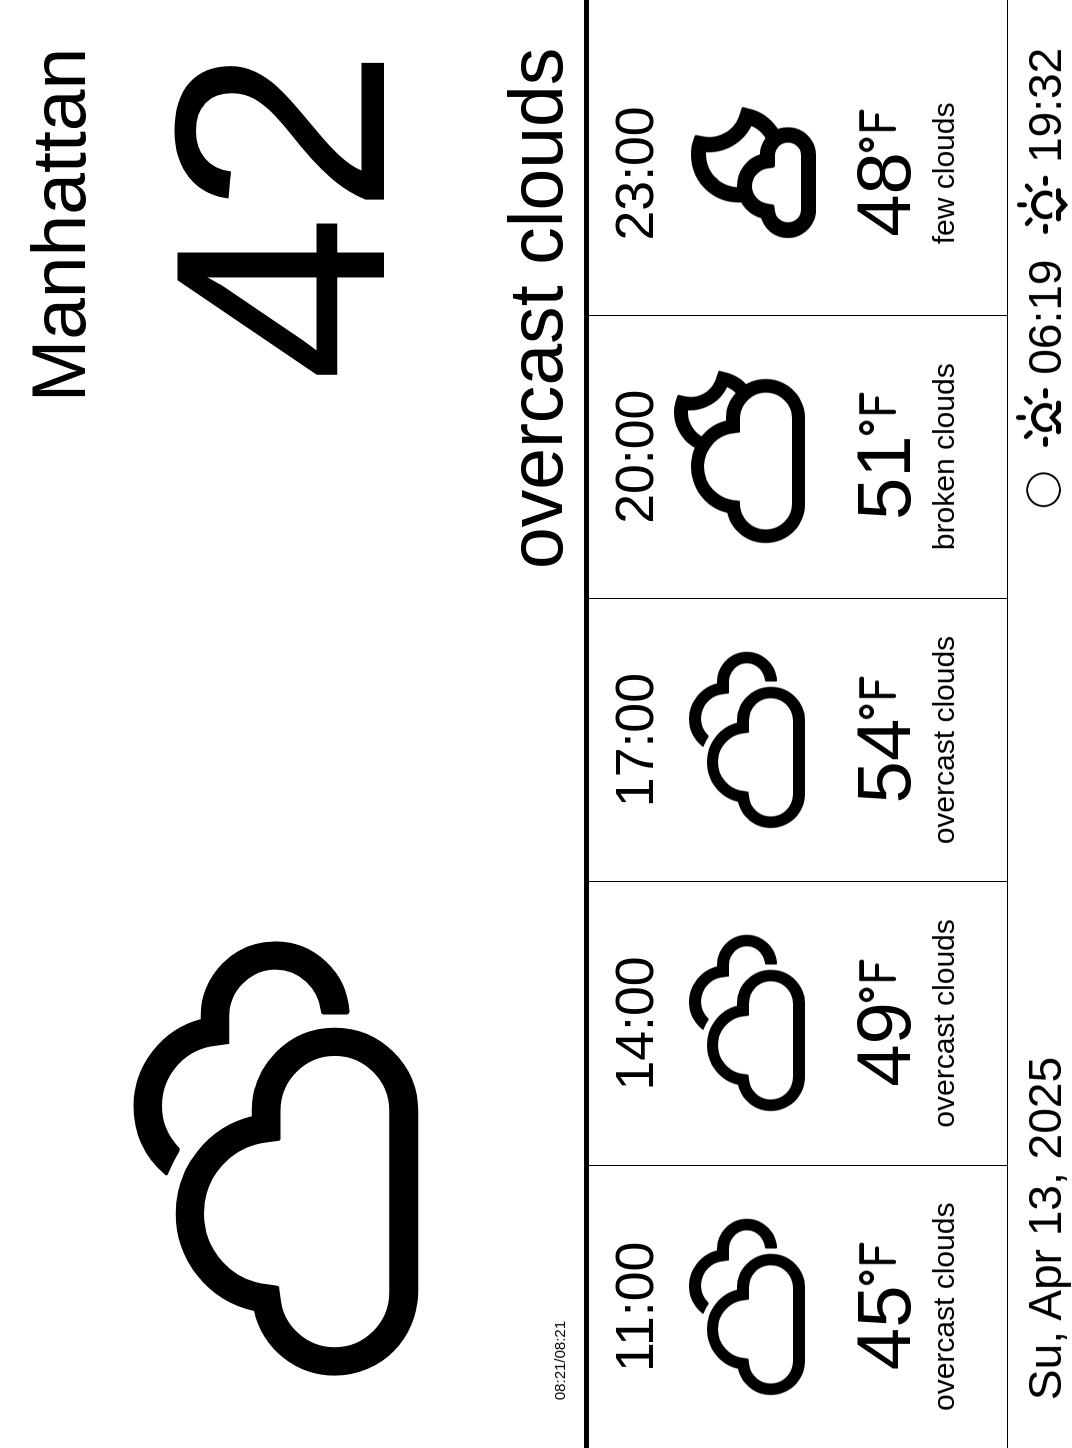 Manhattan
42
overcast clouds
08:21/08:21
11:00
45°F
overcast clouds
14:00
49°F
overcast clouds
17:00
54°F
overcast clouds
20:00
51°F
broken clouds
23:00
48°F
few clouds
Su, Apr 13, 2025
06:19 19:32